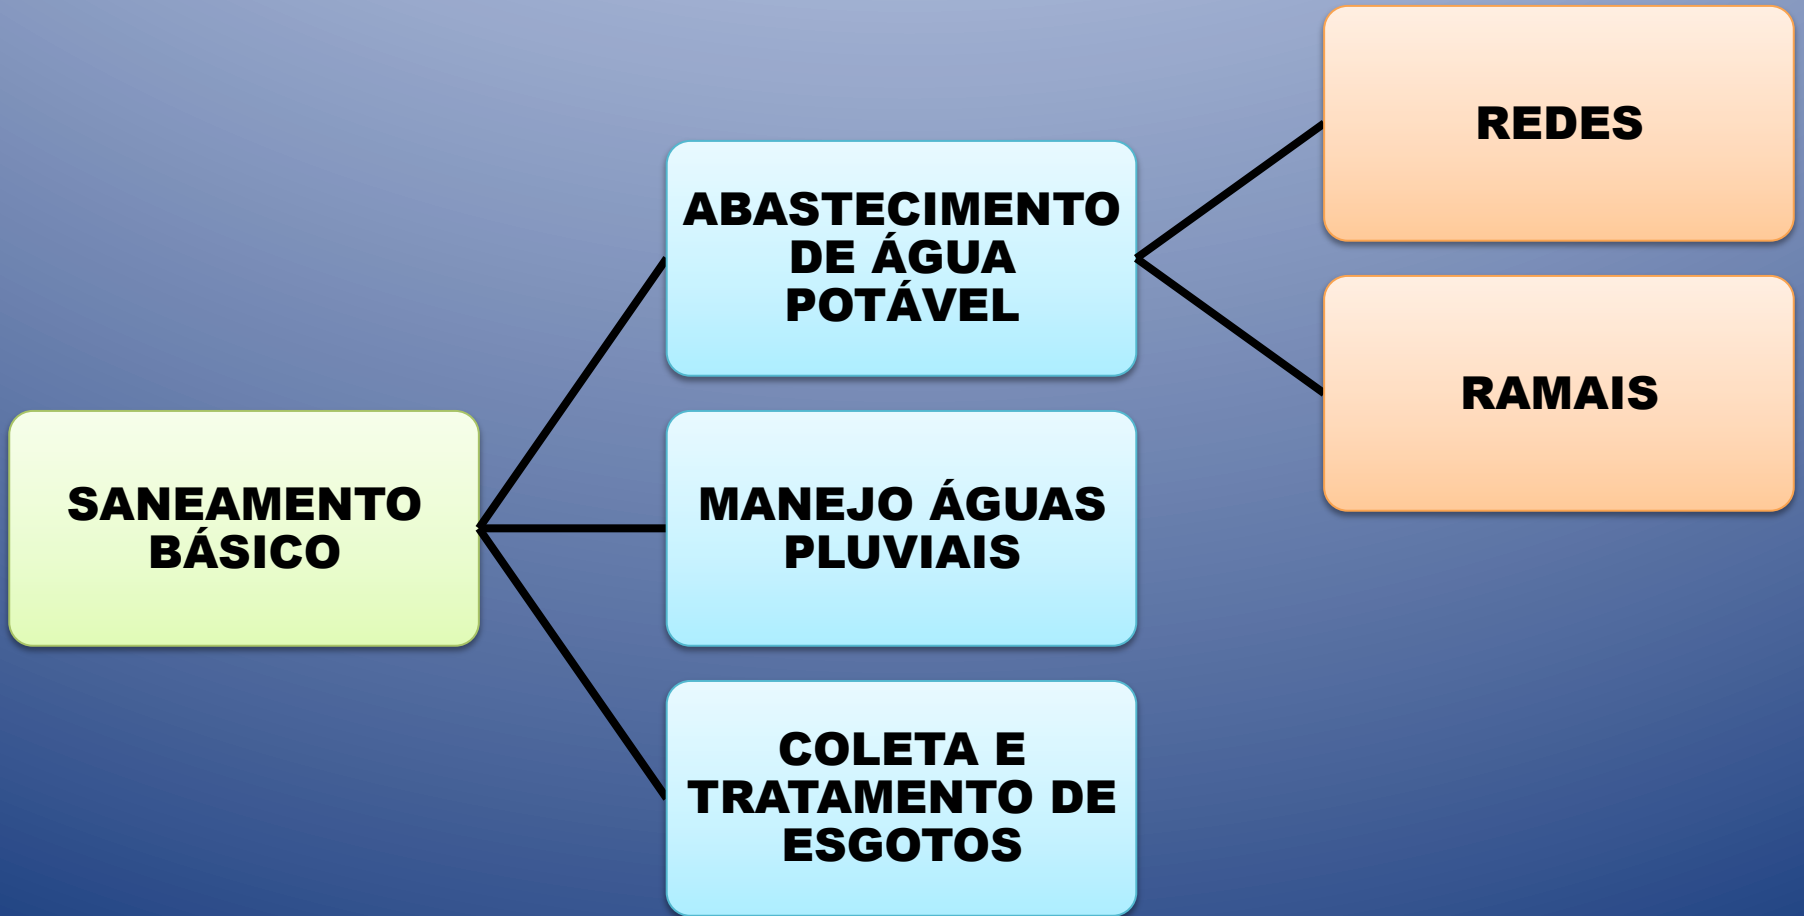 SANEAMENTO
BÁSICO
ABASTECIMENTO
DE ÁGUA
POTÁVEL
REDES
RAMAIS
MANEJO ÁGUAS
PLUVIAIS
COLETA E
TRATAMENTO DE
ESGOTOS